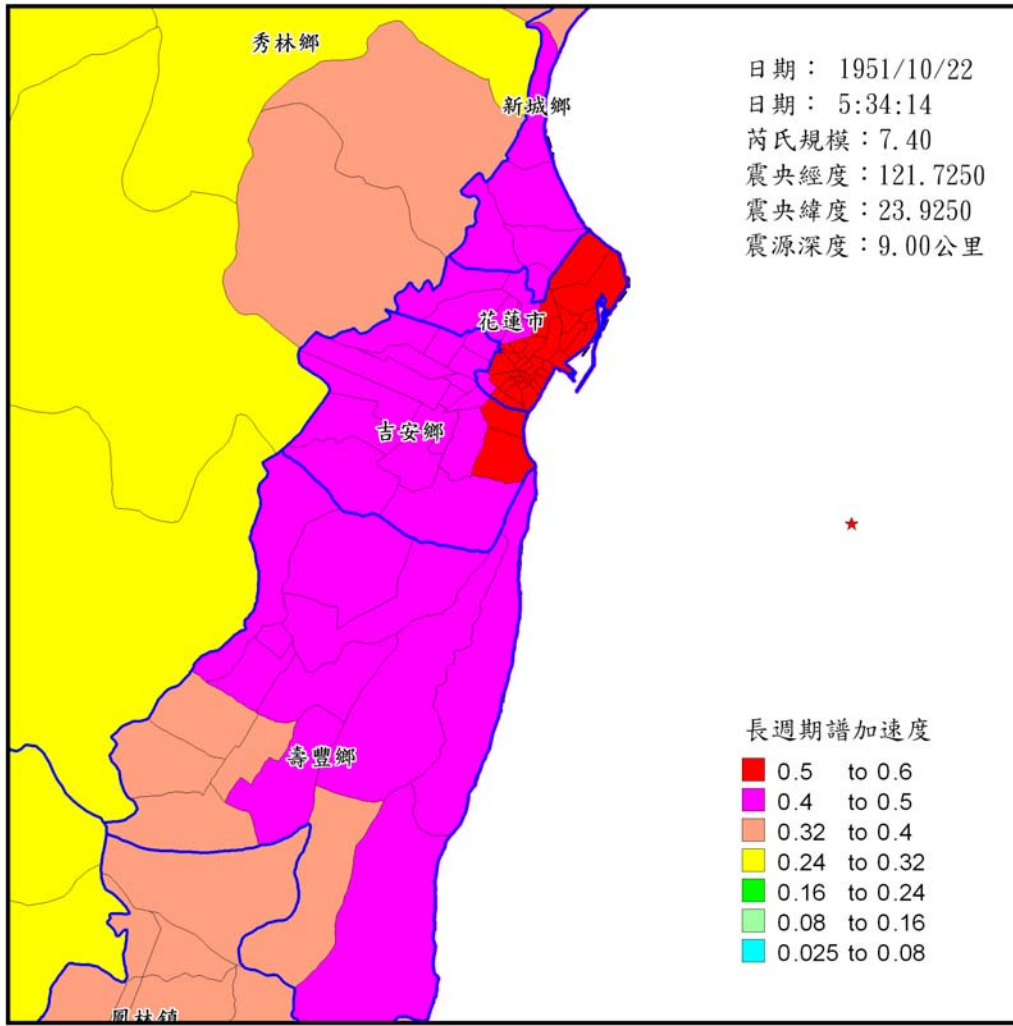 秀林鄉
新城鄉
花蓮市
吉安鄉
壽豐鄉
鳳林鎮
日期： 1951/10/22
日期： 5:34:14
芮氏規模：7.40
震央經度：121.7250
震央緯度：23.9250
震源深度：9.00公里
長週期譜加速度
0.5 to 0.6
0.4 to 0.5
0.32 to 0.4
0.24 to 0.32
0.16 to 0.24
0.08 to 0.16
0.025 to 0.08